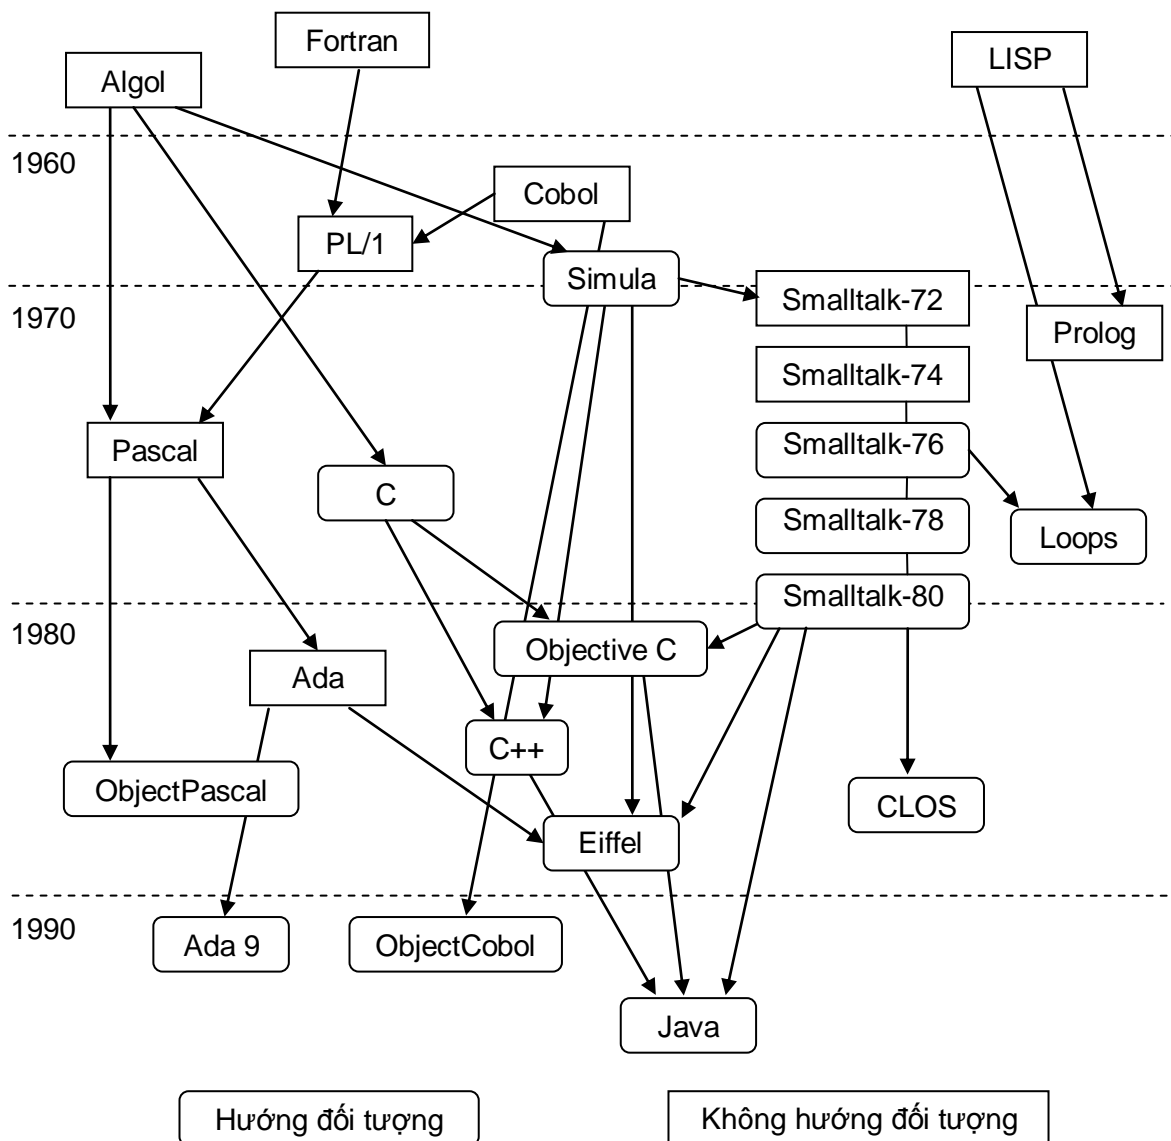 Fortran
Algol
LISP
1960
Cobol
PL/1
Simula
1970
Smalltalk-72
Prolog
Smalltalk-74
Pascal
Smalltalk-76
C
Smalltalk-78
Loops
Smalltalk-80
1980
Objective C
Ada
C++
ObjectPascal
CLOS
Eiffel
1990
Ada 9
ObjectCobol
Java
Hướng đối tượng
Không hướng đối tượng